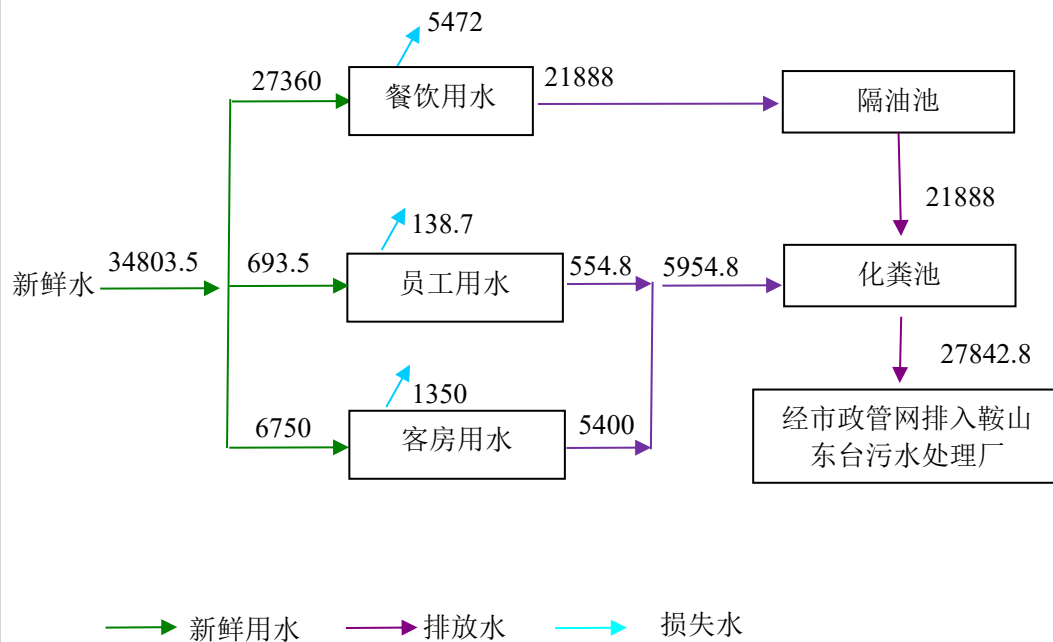 5472
27360
餐饮用水
21888
隔油池
21888
138.7
新鲜水
34803.5
693.5
员工用水
554.8
5954.8
化粪池
27842.8
1350
6750
客房用水
5400
经市政管网排入鞍山
东台污水处理厂
新鲜用水
排放水
损失水